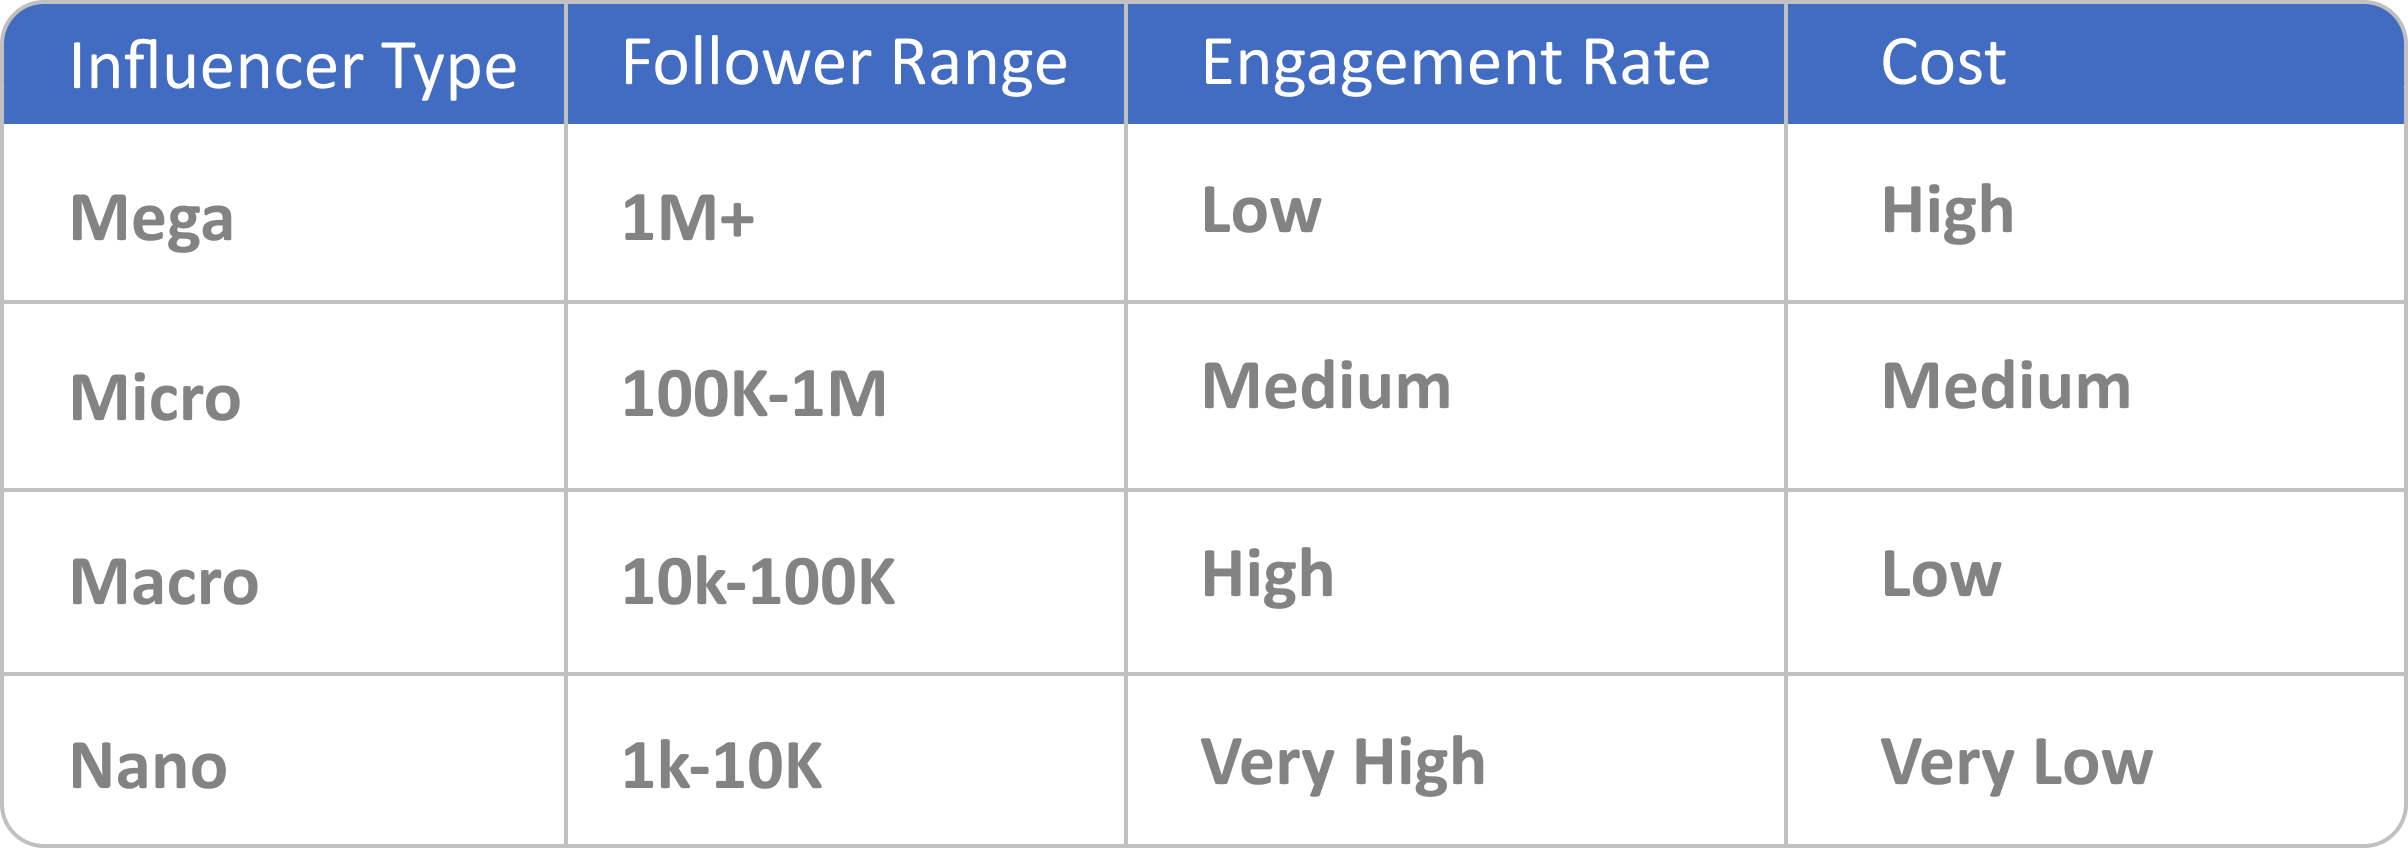 Influencer Type Follower Range Engagement Rate Cost
Mega 1M+ Low High
Micro 100K-1M Medium Medium
Macro 10k-100K High Low
Nano 1k-10K Very High Very Low